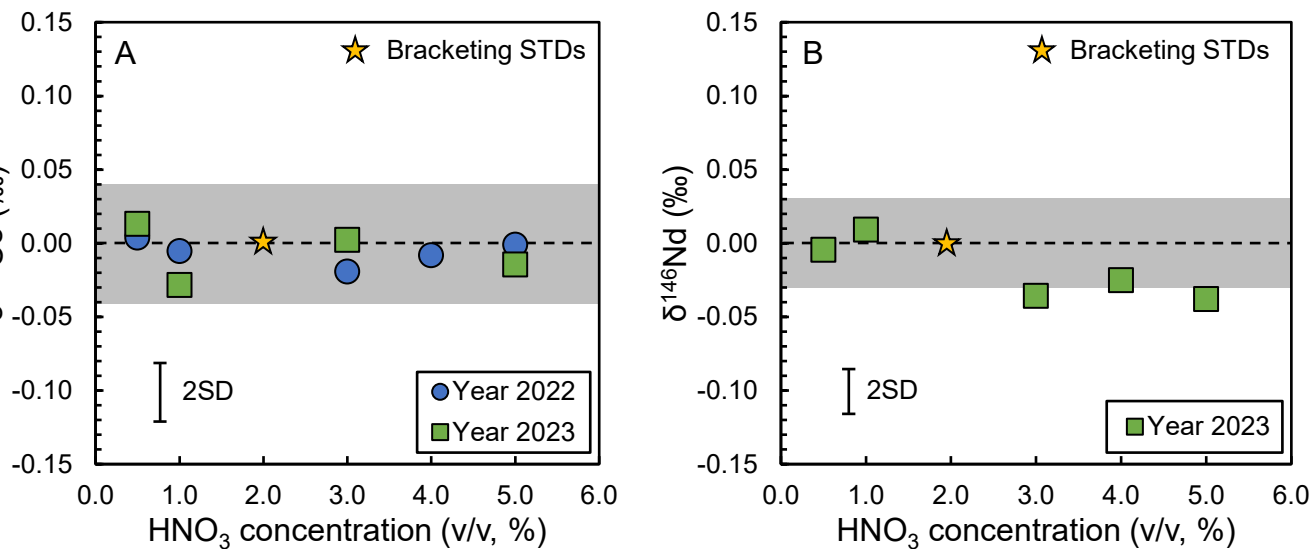 A
Bracketing STDs
0.15
0.10
0.05
0.00
-0.05
-0.10
-0.15
2SD
Year 2022
Year 2023
0.0 1.0 2.0 3.0 4.0 5.0 6.0
HNO₃ concentration (v/v, %)
B
Bracketing STDs
δ¹⁴⁶Nd (‰)
0.15
0.10
0.05
0.00
-0.05
-0.10
-0.15
2SD
Year 2023
0.0 1.0 2.0 3.0 4.0 5.0 6.0
HNO₃ concentration (v/v, %)